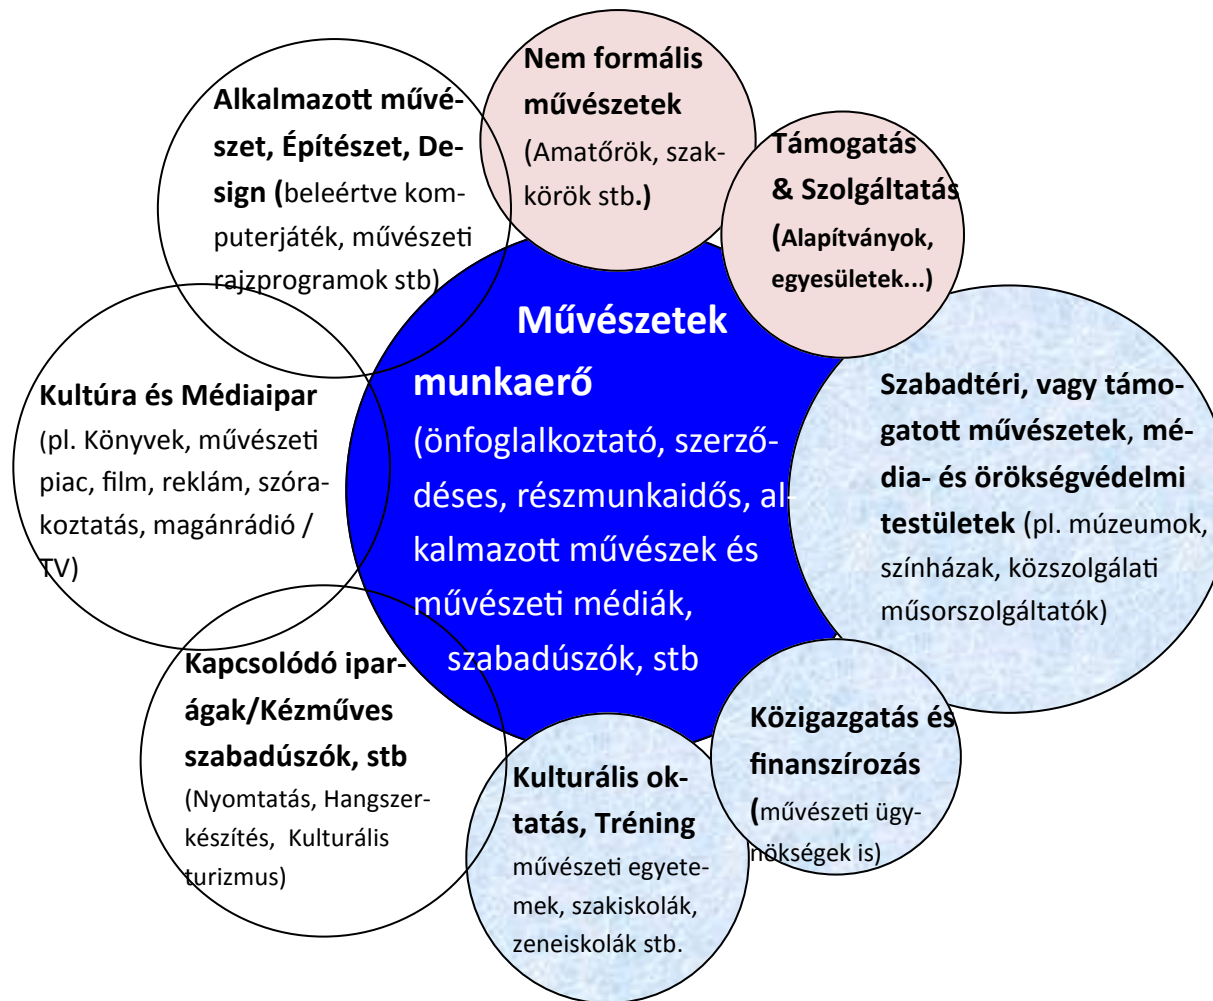 Nem formális
művészetek
(Amatőrök, szak-
körök stb.)
Alkalmazott művé-
szet, Építészet, De-
sign (beleértve kom-
puterjáték, művészeti
rajzprogramok stb)
Támogatás
& Szolgáltatás
(Alapítványok,
egyesületek...)
Művészetek
munkaerő
(önfoglalkoztató, szerző-
déses, részmunkaidős, al-
kalmazott művészek és
művészeti médiák,
szabadúszók, stb
Kultúra és Médiaipar
(pl. Könyvek, művészeti
piac, film, reklám, szóra-
koztatás, magánrádió /
TV)
Szabadtéri, vagy támo-
gatott művészetek, mé-
dia- és örökségvédelmi
testületek (pl. múzeumok,
színházak, közszolgálati
műsorszolgáltatók)
Kapcsolódó ipar-
ágak/Kézműves
szabadúszók, stb
(Nyomtatás, Hangszer-
készítés, Kulturális
turizmus)
Kulturális ok-
tatás, Tréning
művészeti egyete-
mek, szakiskolák,
zeneiskolák stb.
Közigazgatás és
finanszírozás
(művészeti ügy-
nökségek is)